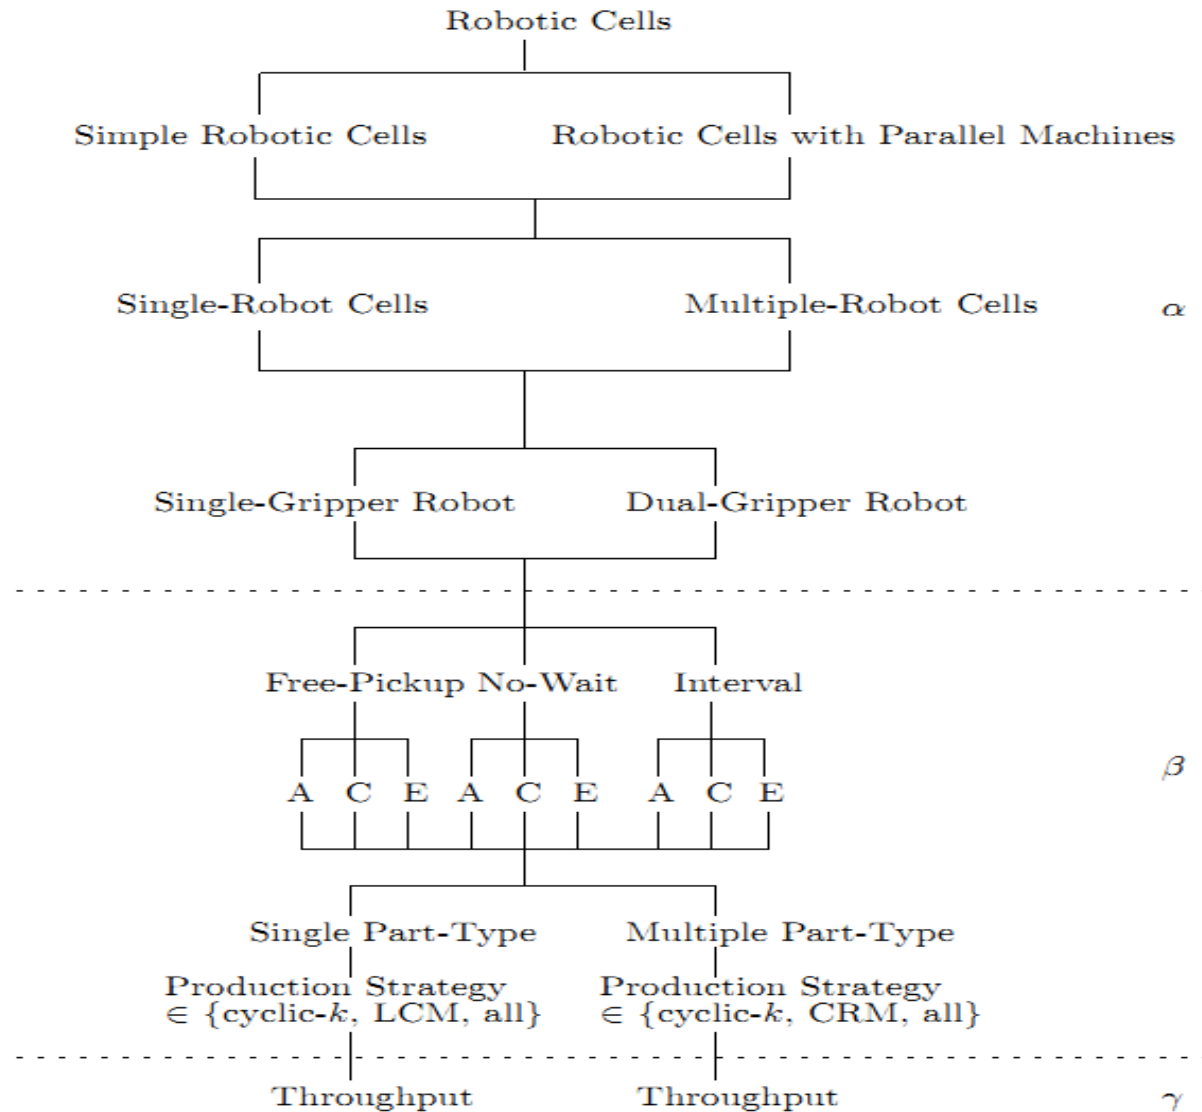 Robotic Cells
Simple Robotic Cells
Robotic Cells with Parallel Machines
Single-Robot Cells
Multiple-Robot Cells
α
Single-Gripper Robot
Dual-Gripper Robot
Free-Pickup No-Wait Interval
A C E A C E A C E
β
Single Part-Type
Multiple Part-Type
Production Strategy
∈ {cyclic-k, LCM, all}
Production Strategy
∈ {cyclic-k, CRM, all}
Throughput
Throughput
γ